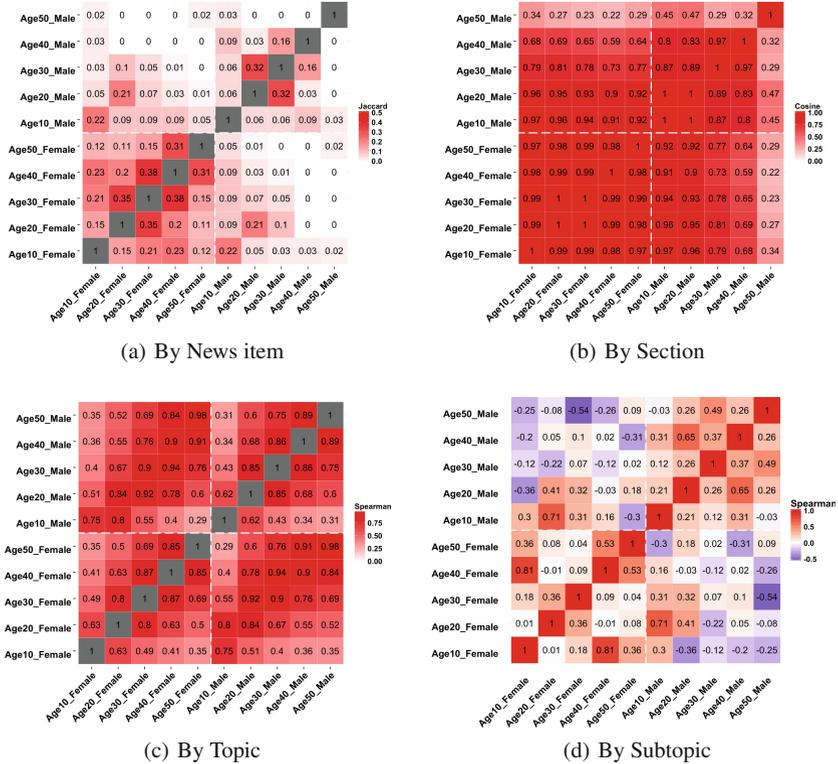 Age50_Male 0.02 0 0 0 0.02 0.03 0 0 0 1
Age40_Male 0.03 0 0 0 0 0.09 0.03 0.16 1 0
Age30_Male 0.03 0.1 0.05 0.01 0 0.06 0.32 1 0.16 0
Age20_Male 0.05 0.21 0.07 0.03 0.01 0.06 1 0.32 0.03 0
Age10_Male 0.22 0.09 0.09 0.09 0.05 1 0.06 0.06 0.09 0.03
Age50_Female 0.12 0.11 0.15 0.31 1 0.05 0.01 0 0 0.02
Age40_Female 0.23 0.2 0.38 1 0.31 0.09 0.03 0.01 0 0
Age30_Female 0.21 0.35 1 0.38 0.15 0.09 0.07 0.05 0 0
Age20_Female 0.15 1 0.35 0.2 0.11 0.09 0.21 0.1 0 0
Age10_Female 1 0.15 0.21 0.23 0.12 0.22 0.05 0.03 0.03 0.02
Age10_Female Age20_Female Age30_Female Age40_Female Age50_Female Age10_Male Age20_Male Age30_Male Age40_Male Age50_Male
Jaccard
0.5
0.4
0.3
0.2
0.1
0.0
(a) By News item
Age50_Male 0.34 0.27 0.23 0.22 0.29 0.45 0.47 0.29 0.32 1
Age40_Male 0.68 0.69 0.65 0.59 0.64 0.8 0.83 0.97 1 0.32
Age30_Male 0.79 0.81 0.78 0.73 0.77 0.87 0.89 1 0.97 0.29
Age20_Male 0.96 0.95 0.93 0.9 0.92 1 1 0.89 0.83 0.47
Age10_Male 0.97 0.96 0.94 0.91 0.92 1 1 0.87 0.8 0.45
Age50_Female 0.97 0.98 0.99 0.98 1 0.92 0.92 0.77 0.64 0.29
Age40_Female 0.98 0.99 0.99 1 0.98 0.91 0.9 0.73 0.59 0.22
Age30_Female 0.99 1 1 0.99 0.99 0.94 0.93 0.78 0.65 0.23
Age20_Female 0.99 1 1 0.99 0.98 0.96 0.95 0.81 0.69 0.27
Age10_Female 1 0.99 0.99 0.98 0.97 0.97 0.96 0.79 0.68 0.34
Age10_Female Age20_Female Age30_Female Age40_Female Age50_Female Age10_Male Age20_Male Age30_Male Age40_Male Age50_Male
Cosine
1.00
0.75
0.50
0.25
0.00
(b) By Section
Age50_Male 0.35 0.52 0.69 0.84 0.98 0.31 0.6 0.75 0.89 1
Age40_Male 0.36 0.55 0.76 0.9 0.91 0.34 0.68 0.86 1 0.89
Age30_Male 0.4 0.67 0.9 0.94 0.76 0.43 0.85 1 0.86 0.75
Age20_Male 0.51 0.84 0.92 0.78 0.6 0.62 1 0.85 0.68 0.6
Age10_Male 0.75 0.8 0.55 0.4 0.29 1 0.62 0.43 0.34 0.31
Age50_Female 0.35 0.5 0.69 0.85 1 0.29 0.6 0.76 0.91 0.98
Age40_Female 0.41 0.63 0.87 1 0.85 0.4 0.78 0.94 0.9 0.84
Age30_Female 0.49 0.8 1 0.87 0.69 0.55 0.92 0.9 0.76 0.69
Age20_Female 0.63 1 0.8 0.63 0.5 0.8 0.84 0.67 0.55 0.52
Age10_Female 1 0.63 0.49 0.41 0.35 0.75 0.51 0.4 0.36 0.35
Age10_Female Age20_Female Age30_Female Age40_Female Age50_Female Age10_Male Age20_Male Age30_Male Age40_Male Age50_Male
Spearman
0.75
0.50
0.25
0.00
(c) By Topic
Age50_Male -0.25 -0.08 -0.54 -0.26 0.09 -0.03 0.26 0.49 0.26 1
Age40_Male -0.2 0.05 0.1 0.02 -0.31 0.31 0.65 0.37 1 0.26
Age30_Male -0.12 -0.22 0.07 -0.12 0.02 0.12 0.26 1 0.37 0.49
Age20_Male -0.36 0.41 0.32 -0.03 0.18 0.21 1 0.26 0.65 0.26
Age10_Male 0.3 0.71 0.31 0.16 -0.3 1 0.21 0.12 0.31 -0.03
Age50_Female 0.36 0.08 0.04 0.53 1 -0.3 0.18 0.02 -0.31 0.09
Age40_Female 0.81 -0.01 0.09 1 0.53 0.16 -0.03 -0.12 0.02 -0.26
Age30_Female 0.18 0.36 1 0.09 0.04 0.31 0.32 0.07 0.1 -0.54
Age20_Female 0.01 1 0.36 -0.01 0.08 0.71 0.41 -0.22 0.05 -0.08
Age10_Female 1 0.01 0.18 0.81 0.36 0.3 -0.36 -0.12 -0.2 -0.25
Age10_Female Age20_Female Age30_Female Age40_Female Age50_Female Age10_Male Age20_Male Age30_Male Age40_Male Age50_Male
Spearman
1.0
0.5
0.0
-0.5
(d) By Subtopic